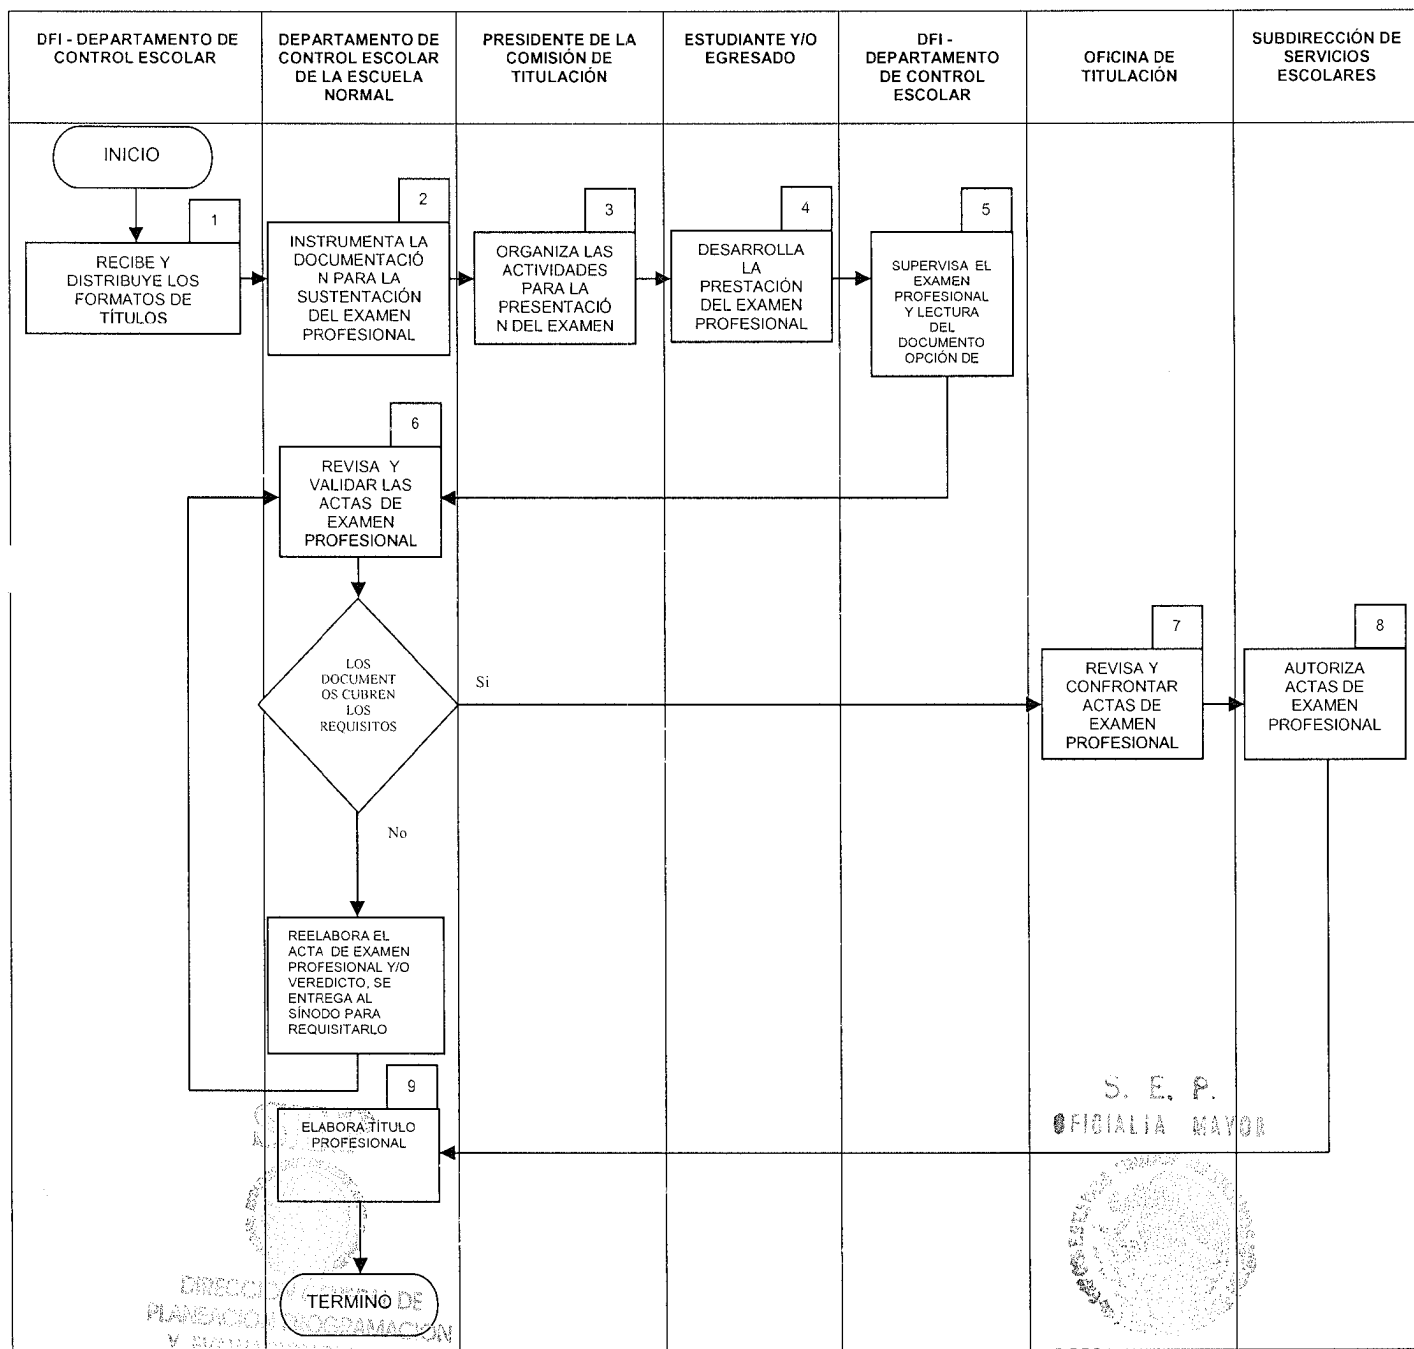 DFI - DEPARTAMENTO DE
CONTROL ESCOLAR
DEPARTAMENTO DE
CONTROL ESCOLAR
DE LA ESCUELA
NORMAL
PRESIDENTE DE LA
COMISIÓN DE
TITULACIÓN
ESTUDIANTE Y/O
EGRESADO
DFI -
DEPARTAMENTO
DE CONTROL
ESCOLAR
OFICINA DE
TITULACIÓN
SUBDIRECCIÓN DE
SERVICIOS
ESCOLARES
INICIO
1
RECIBE Y
DISTRIBUYE LOS
FORMATOS DE
TÍTULOS
2
INSTRUMENTA LA
DOCUMENTACIÓ
N PARA LA
SUSTENTACIÓN
DEL EXAMEN
PROFESIONAL
3
ORGANIZA LAS
ACTIVIDADES
PARA LA
PRESENTACIÓ
N DEL EXAMEN
4
DESARROLLA
LA
PRESTACIÓN
DEL EXAMEN
PROFESIONAL
5
SUPERVISA EL
EXAMEN
PROFESIONAL
Y LECTURA
DEL
DOCUMENTO
OPCIÓN DE
6
REVISA Y
VALIDAR LAS
ACTAS DE
EXAMEN
PROFESIONAL
LOS
DOCUMENT
OS CUBREN
LOS
REQUISITOS
Si
No
7
REVISA Y
CONFRONTAR
ACTAS DE
EXAMEN
PROFESIONAL
8
AUTORIZA
ACTAS DE
EXAMEN
PROFESIONAL
REELABORA EL
ACTA DE EXAMEN
PROFESIONAL Y/O
VEREDICTO, SE
ENTREGA AL
SÍNODO PARA
REQUISITARLO
9
ELABORA TÍTULO
PROFESIONAL
TERMINO
S. E. P.
OFICIALIA MAYOR
DE
PLANEACION PROGRAMACION